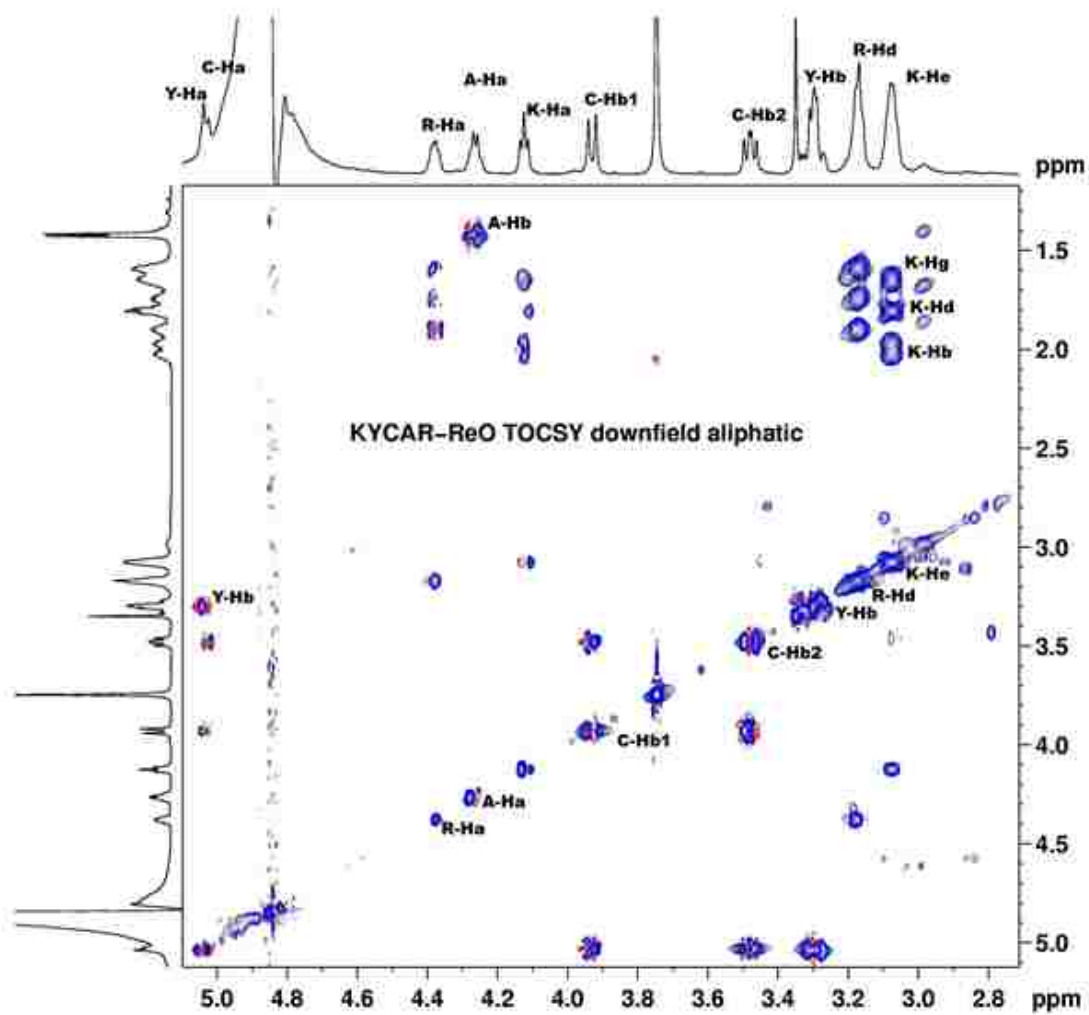 C-Ha
Y-Ha
R-Ha
A-Ha
K-Ha
C-Hb1
C-Hb2
Y-Hb
R-Hd
K-He
ppm
A-Hb
1.5
K-Hg
K-Hd
2.0
K-Hb
KYCAR-ReO TOCSY downfield aliphatic
2.5
3.0
K-He
R-Hd
Y-Hb
Y-Hb
3.5
C-Hb2
C-Hb1
4.0
A-Ha
R-Ha
4.5
5.0
5.0 4.8 4.6 4.4 4.2 4.0 3.8 3.6 3.4 3.2 3.0 2.8 ppm